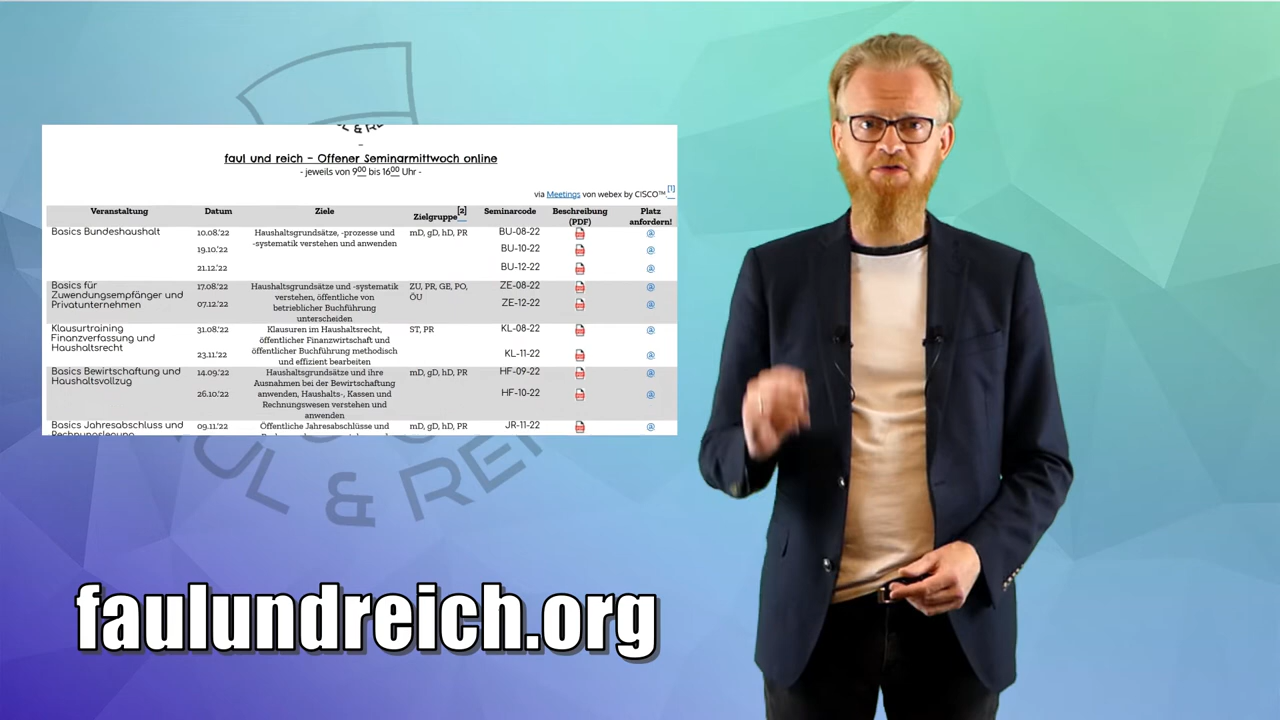 UL & RE
faul und reich – Offener Seminarmittwoch online
- jeweils von 9⁰⁰ bis 16⁰⁰ Uhr -
via Meetings von webex by CISCO™ [1]
Veranstaltung Datum Ziele Zielgruppe[2] Seminarcode Beschreibung (PDF) Platz anfordern!
Basics Bundeshaushalt 10.08.'22 Haushaltsgrundsätze, -prozesse und mD, gD, hD, PR BU-08-22
-systematik verstehen und anwenden
19.10.'22 BU-10-22
21.12.'22 BU-12-22
Basics für 17.08.'22 Haushaltsgrundsätze und -systematik ZU, PR, GE, PO, ZE-08-22
Zuwendungsempfänger und verstehen, öffentliche von ÖU
Privatunternehmen 07.12.'22 betrieblicher Buchführung ZE-12-22
unterscheiden
Klausurtraining 31.08.'22 Klausuren im Haushaltsrecht, ST, PR KL-08-22
Finanzverfassung und öffentlicher Finanzwirtschaft und
Haushaltsrecht 23.11.'22 öffentlicher Buchführung methodisch KL-11-22
und effizient bearbeiten
Basics Bewirtschaftung und 14.09.'22 Haushaltsgrundsätze und ihre mD, gD, hD, PR HF-09-22
Haushaltsvollzug Ausnahmen bei der Bewirtschaftung
26.10.'22 anwenden, Haushalts-, Kassen und HF-10-22
Rechnungswesen verstehen und
anwenden
Basics Jahresabschluss und 09.11.'22 Öffentliche Jahresabschlüsse und mD, gD, hD, PR JR-11-22
faulundreich.org